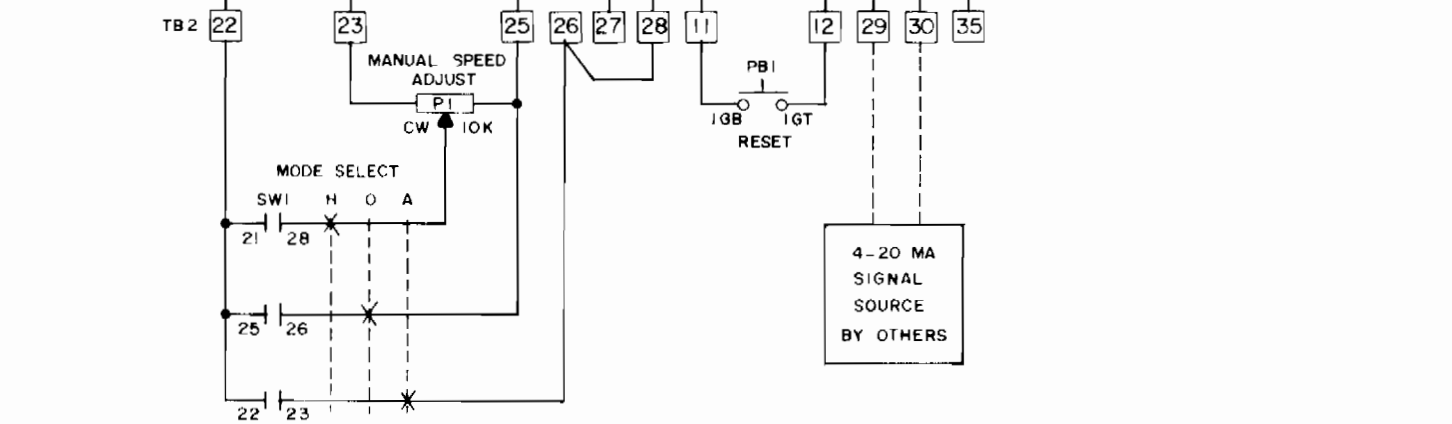 TB2 22 23 25 26 27 28 11 12 29 30 35
MANUAL SPEED
ADJUST
P1
CW 10K
PB1
1GB 1GT
RESET
MODE SELECT
SW1 H O A
21 28
25 26
22 23
4-20 MA
SIGNAL
SOURCE
BY OTHERS